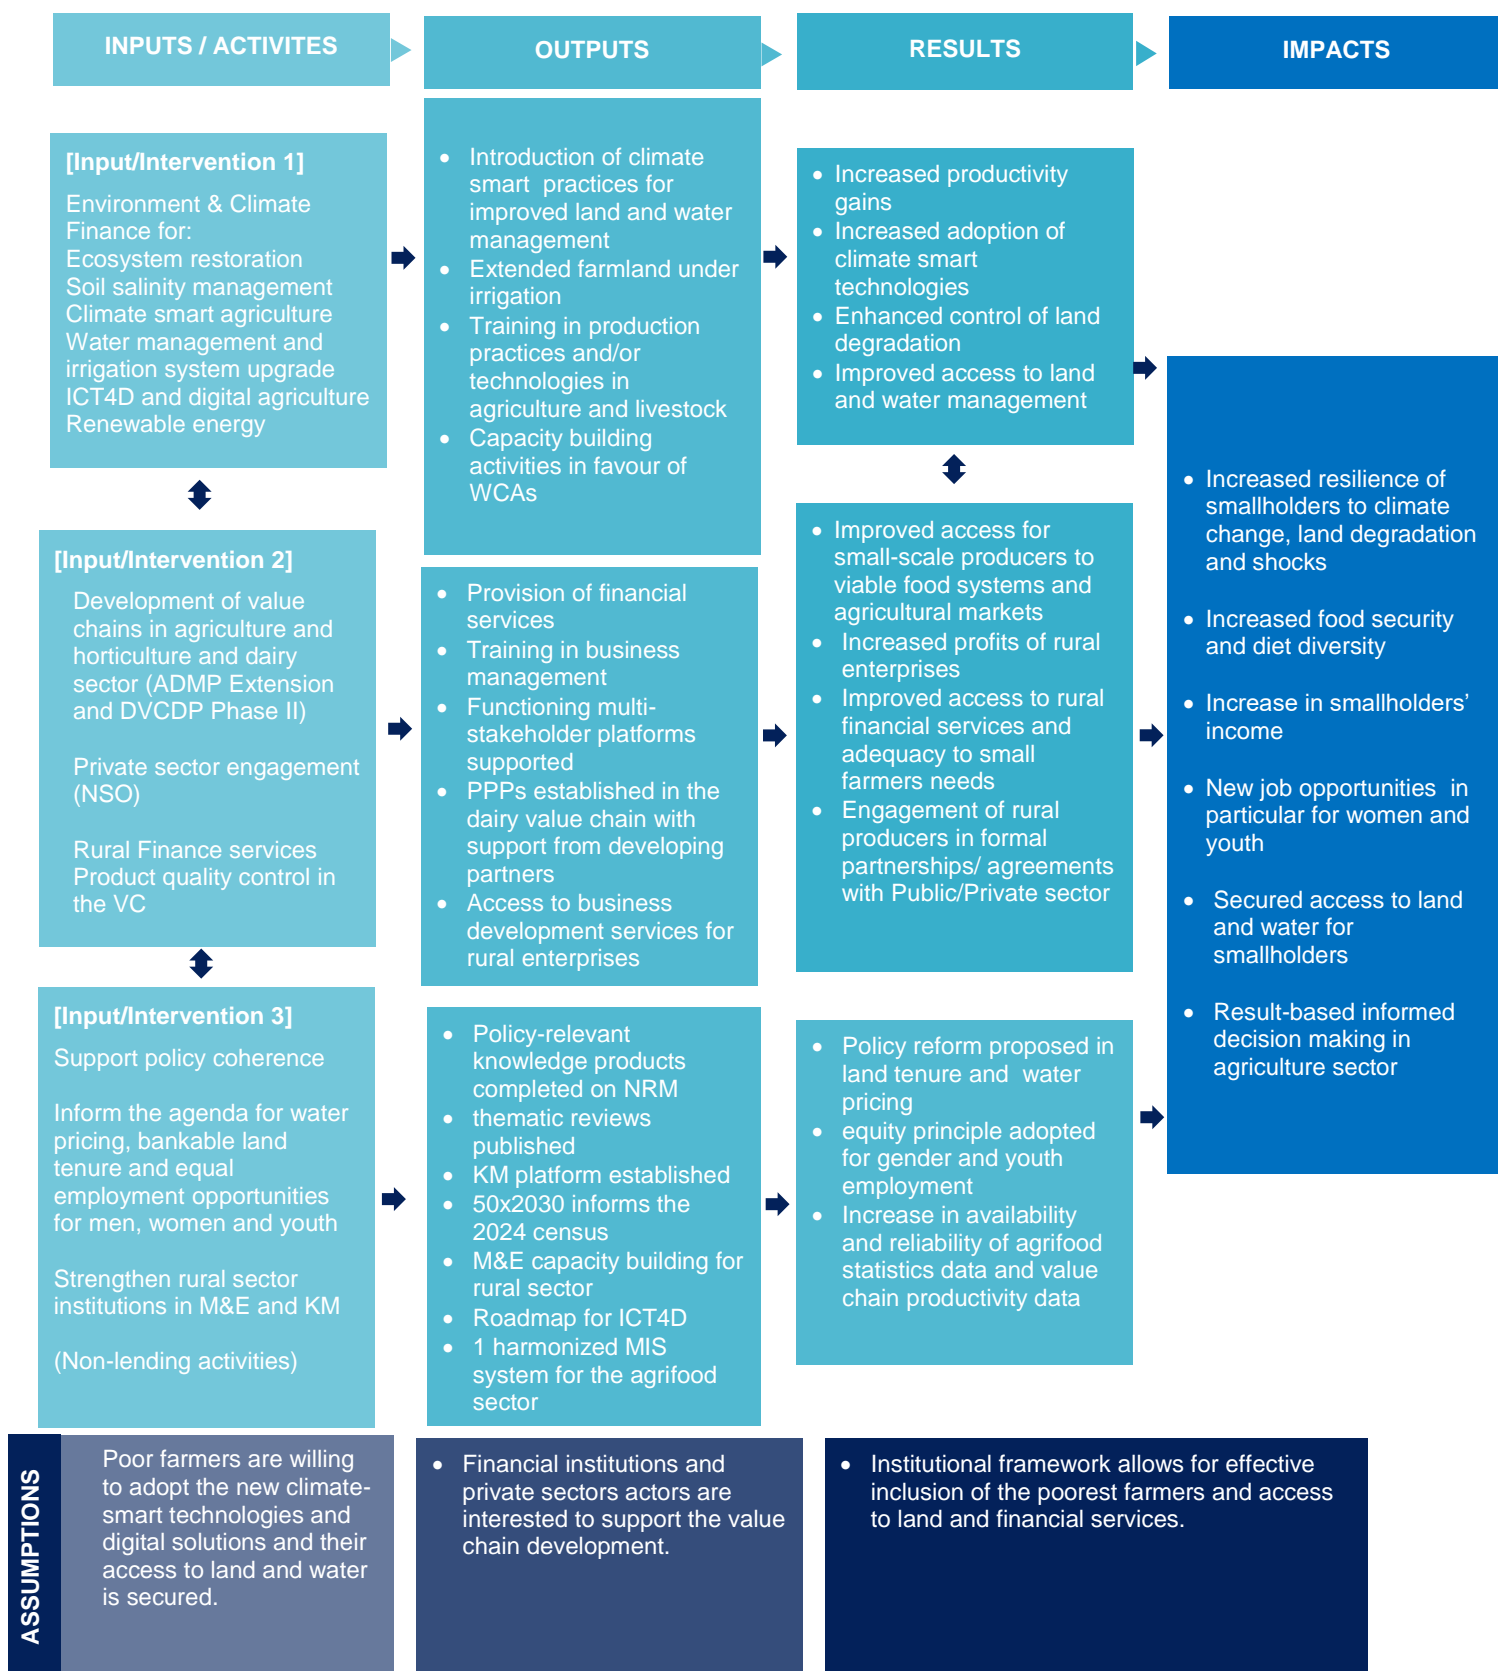 INPUTS / ACTIVITES
OUTPUTS
RESULTS
IMPACTS
[Input/Intervention 1]
Environment & Climate
Finance for:
Ecosystem restoration
Soil salinity management
Climate smart agriculture
Water management and
irrigation system upgrade
ICT4D and digital agriculture
Renewable energy
• Introduction of climate
smart practices for
improved land and water
management
• Extended farmland under
irrigation
• Training in production
practices and/or
technologies in
agriculture and livestock
• Capacity building
activities in favour of
WCAs
• Increased productivity
gains
• Increased adoption of
climate smart
technologies
• Enhanced control of land
degradation
• Improved access to land
and water management
[Input/Intervention 2]
Development of value
chains in agriculture and
horticulture and dairy
sector (ADMP Extension
and DVCDP Phase II)
Private sector engagement
(NSO)
Rural Finance services
Product quality control in
the VC
• Provision of financial
services
• Training in business
management
• Functioning multi-
stakeholder platforms
supported
• PPPs established in the
dairy value chain with
support from developing
partners
• Access to business
development services for
rural enterprises
• Improved access for
small-scale producers to
viable food systems and
agricultural markets
• Increased profits of rural
enterprises
• Improved access to rural
financial services and
adequacy to small
farmers needs
• Engagement of rural
producers in formal
partnerships/ agreements
with Public/Private sector
[Input/Intervention 3]
Support policy coherence
Inform the agenda for water
pricing, bankable land
tenure and equal
employment opportunities
for men, women and youth
Strengthen rural sector
institutions in M&E and KM
(Non-lending activities)
• Policy-relevant
knowledge products
completed on NRM
• thematic reviews
published
• KM platform established
• 50x2030 informs the
2024 census
• M&E capacity building for
rural sector
• Roadmap for ICT4D
• 1 harmonized MIS
system for the agrifood
sector
• Policy reform proposed in
land tenure and water
pricing
• equity principle adopted
for gender and youth
employment
• Increase in availability
and reliability of agrifood
statistics data and value
chain productivity data
• Increased resilience of
smallholders to climate
change, land degradation
and shocks
• Increased food security
and diet diversity
• Increase in smallholders’
income
• New job opportunities in
particular for women and
youth
• Secured access to land
and water for
smallholders
• Result-based informed
decision making in
agriculture sector
ASSUMPTIONS
Poor farmers are willing
to adopt the new climate-
smart technologies and
digital solutions and their
access to land and water
is secured.
• Financial institutions and
private sectors actors are
interested to support the value
chain development.
• Institutional framework allows for effective
inclusion of the poorest farmers and access
to land and financial services.